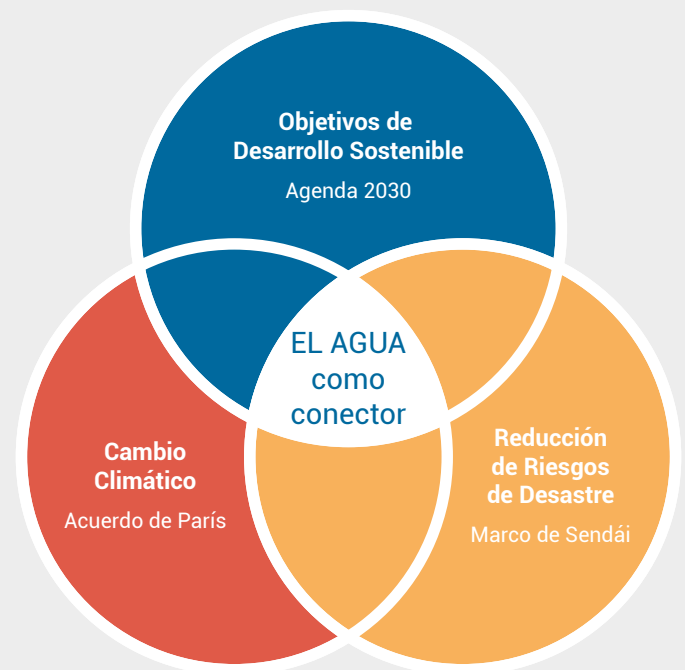 Objetivos de
Desarrollo Sostenible
Agenda 2030
EL AGUA
como
conector
Cambio
Climático
Acuerdo de París
Reducción
de Riesgos
de Desastre
Marco de Sendái